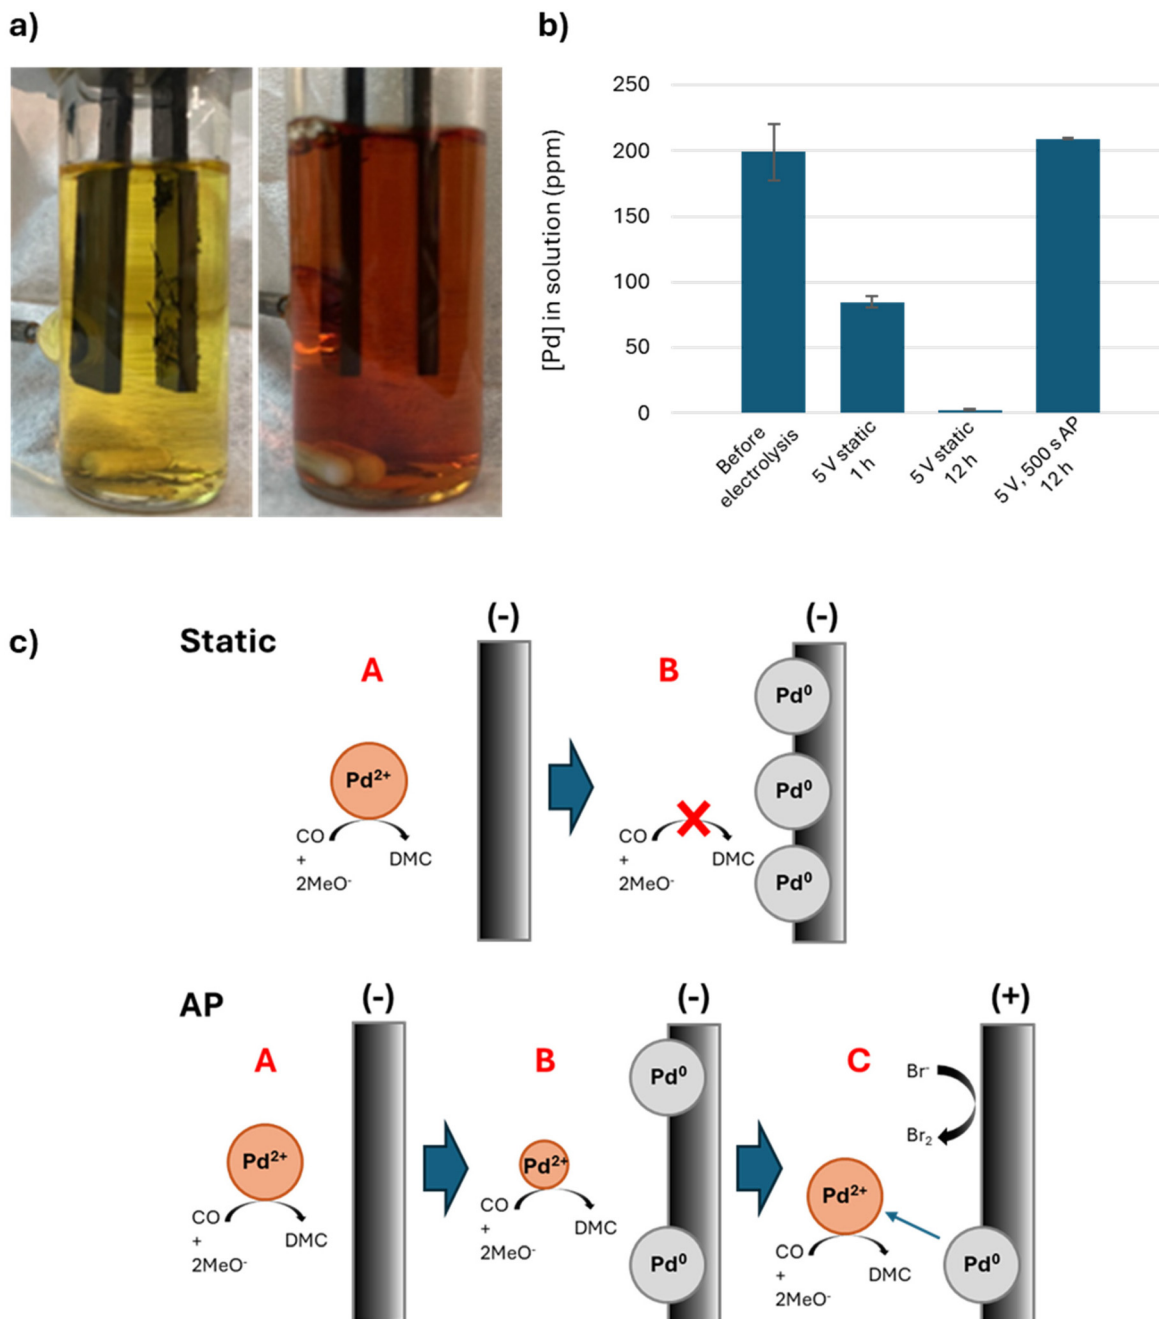 a)
b)
[Pd] in solution (ppm)
250
200
150
100
50
0
Before
electrolysis
5 V static
1 h
5 V static
12 h
5 V, 500 s AP
12 h
c)
Static
(-)
(-)
A
B
Pd²⁺
CO
+
2MeO⁻
DMC
CO
+
2MeO⁻
DMC
Pd⁰
Pd⁰
Pd⁰
AP
(-)
(-)
(+)
A
B
C
Pd²⁺
CO
+
2MeO⁻
DMC
Pd²⁺
CO
+
2MeO⁻
DMC
Pd⁰
Pd⁰
Br⁻
Br₂
Pd²⁺
CO
+
2MeO⁻
DMC
Pd⁰